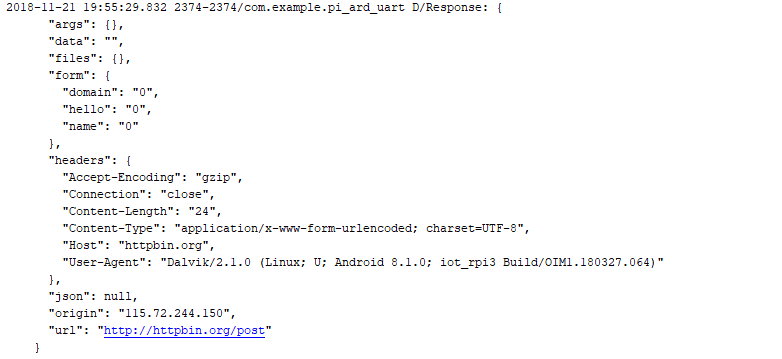 2018-11-21 19:55:29.832 2374-2374/com.example.pi_ard_uart D/Response: {
"args": {},
"data": "",
"files": {},
"form": {
"domain": "0",
"hello": "0",
"name": "0"
},
"headers": {
"Accept-Encoding": "gzip",
"Connection": "close",
"Content-Length": "24",
"Content-Type": "application/x-www-form-urlencoded; charset=UTF-8",
"Host": "httpbin.org",
"User-Agent": "Dalvik/2.1.0 (Linux; U; Android 8.1.0; iot_rpi3 Build/OIM1.180327.064)"
},
"json": null,
"origin": "115.72.244.150",
"url": "http://httpbin.org/post"
}